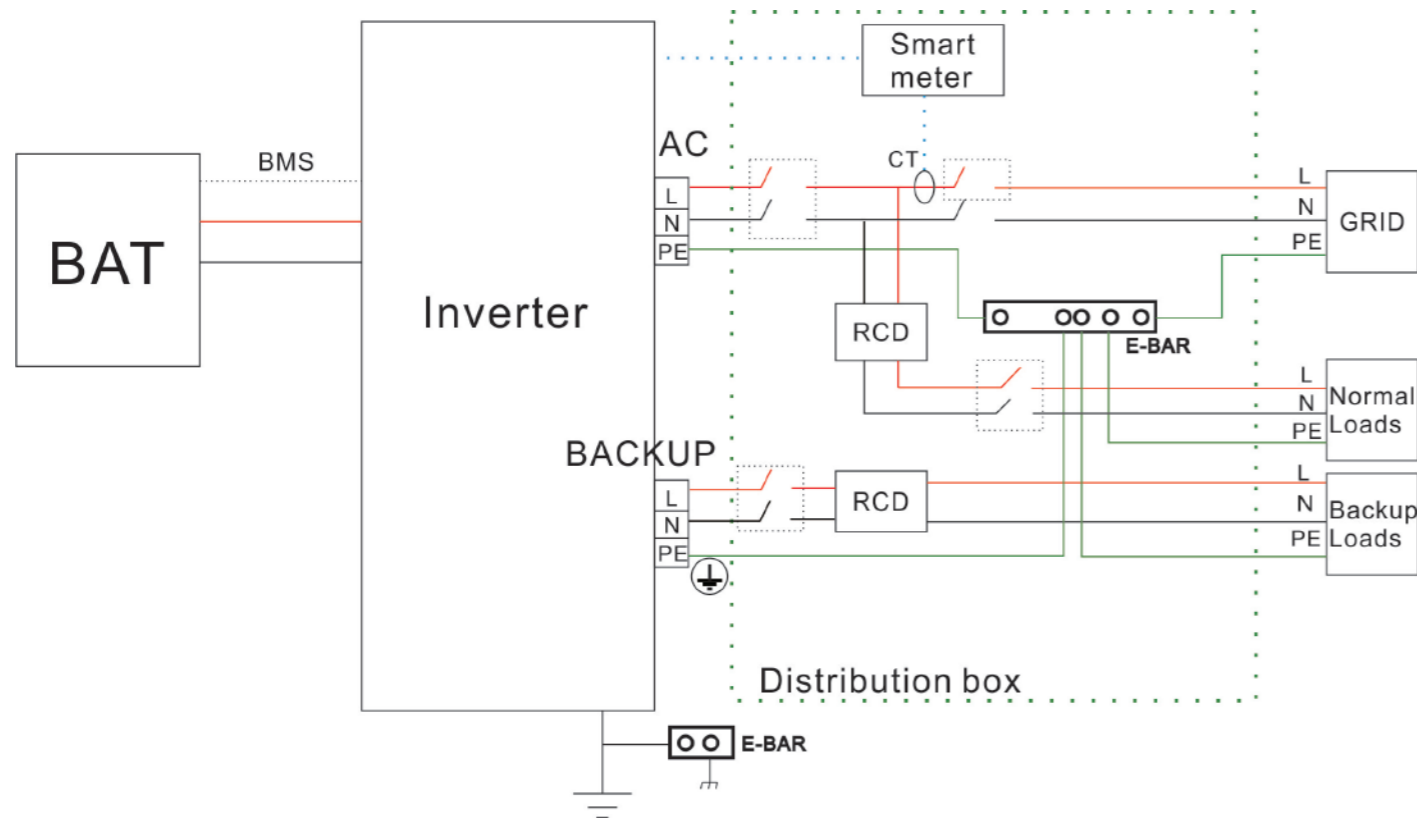 Smart
meter
AC
CT
BMS
BAT
Inverter
L
N
PE
L
N
PE
GRID
RCD
E-BAR
L
N
PE
Normal
Loads
BACKUP
L
N
PE
RCD
L
N
PE
Backup
Loads
Distribution box
E-BAR